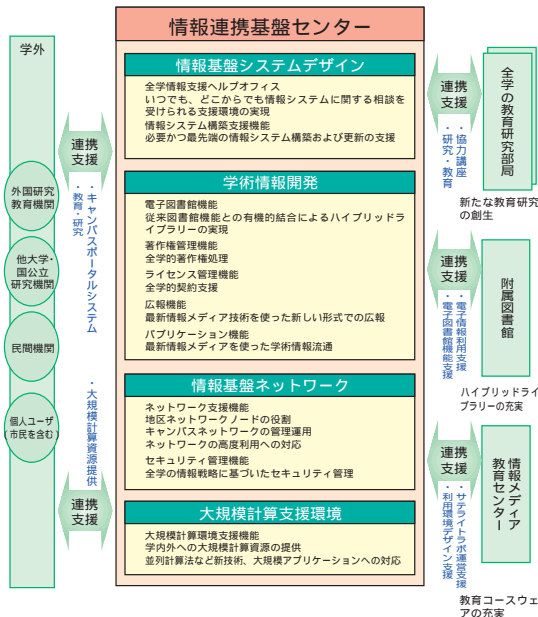 情報連携基盤センター
学外
外国研究
教育機関
他大学・
国公立
研究機関
民間機関
個人ユーザ
(市民を含む)
連携
支援
・キャンパスポータルシステム
・教育・研究
・大規模計算資源提供
連携
支援
情報基盤システムデザイン
全学情報支援ヘルプオフィス
いつでも、どこからでも情報システムに関する相談を
受けられる支援環境の実現
情報システム構築支援機能
必要かつ最先端の情報システム構築および更新の支援
学術情報開発
電子図書館機能
従来図書館機能との有機的結合によるハイブリッドラ
イブラリーの実現
著作権管理機能
全学的著作権処理
ライセンス管理機能
全学的契約支援
広報機能
最新情報メディア技術を使った新しい形式での広報
パブリケーション機能
最新情報メディアを使った学術情報流通
情報基盤ネットワーク
ネットワーク支援機能
地区ネットワークノードの役割
キャンパスネットワークの管理運用
ネットワークの高度利用への対応
セキュリティ管理機能
全学の情報戦略に基づいたセキュリティ管理
大規模計算支援環境
大規模計算環境支援機能
学内外への大規模計算資源の提供
並列計算法など新技術、大規模アプリケーションへの対応
連携
支援
・協力講座
・研究・教育
全学の教育研究部局
新たな教育研究
の創生
連携
支援
・電子情報利用支援
・電子図書館機能支援
附属図書館
ハイブリッドライ
ブラリーの充実
連携
支援
・サテライトラボ運営支援
・利用環境デザイン支援
情報メディア
教育センター
教育コースウェ
アの充実